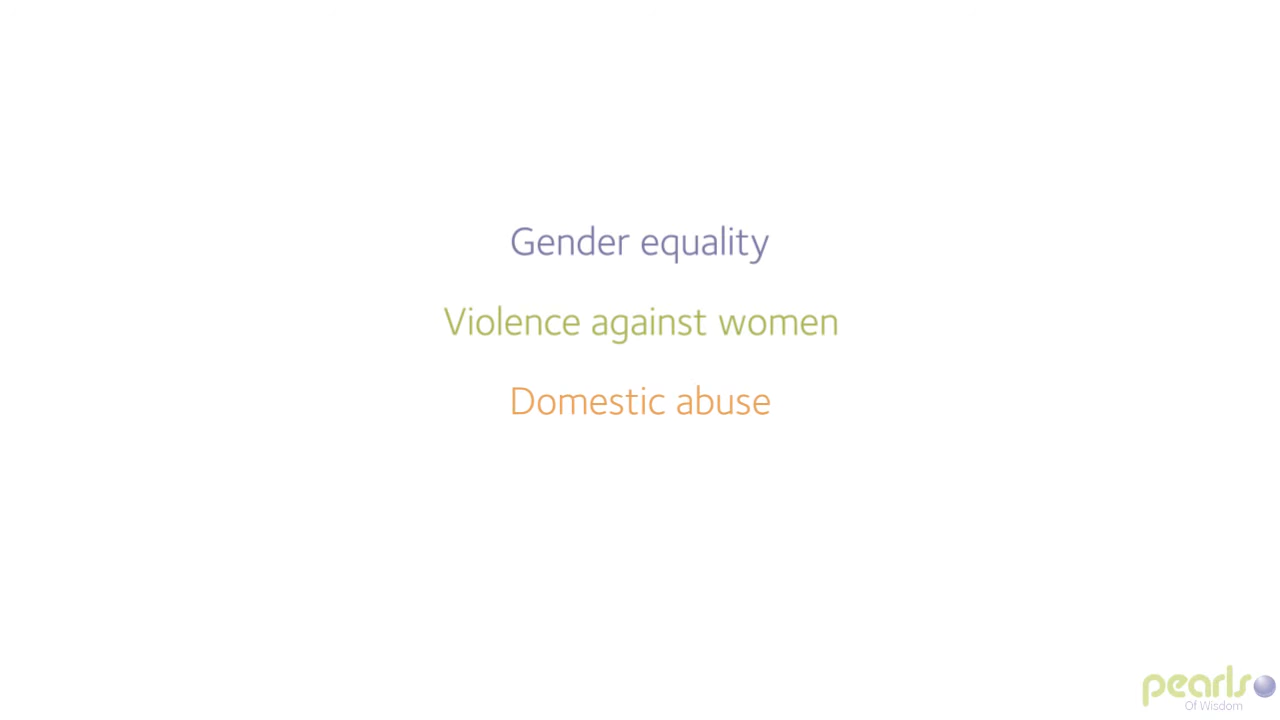 Gender equality
Violence against women
Domestic abuse
pearls
Of Wisdom